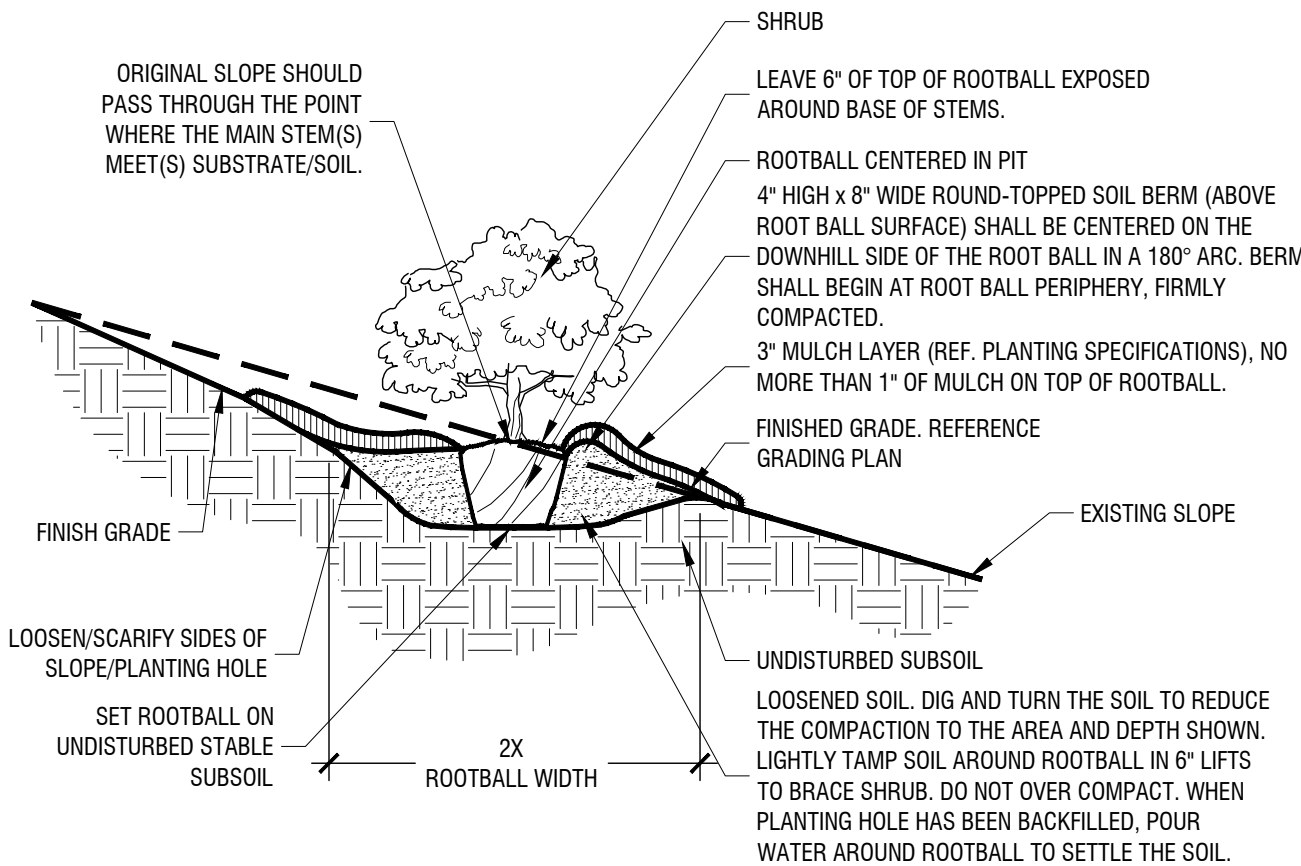 SHRUB
ORIGINAL SLOPE SHOULD
PASS THROUGH THE POINT
WHERE THE MAIN STEM(S)
MEET(S) SUBSTRATE/SOIL.
LEAVE 6" OF TOP OF ROOTBALL EXPOSED
AROUND BASE OF STEMS.
ROOTBALL CENTERED IN PIT
4" HIGH x 8" WIDE ROUND-TOPPED SOIL BERM (ABOVE
ROOT BALL SURFACE) SHALL BE CENTERED ON THE
DOWNHILL SIDE OF THE ROOT BALL IN A 180° ARC. BERM
SHALL BEGIN AT ROOT BALL PERIPHERY, FIRMLY
COMPACTED.
3" MULCH LAYER (REF. PLANTING SPECIFICATIONS), NO
MORE THAN 1" OF MULCH ON TOP OF ROOTBALL.
FINISHED GRADE. REFERENCE
GRADING PLAN
EXISTING SLOPE
FINISH GRADE
LOOSEN/SCARIFY SIDES OF
SLOPE/PLANTING HOLE
SET ROOTBALL ON
UNDISTURBED STABLE
SUBSOIL
2X
ROOTBALL WIDTH
UNDISTURBED SUBSOIL
LOOSENED SOIL. DIG AND TURN THE SOIL TO REDUCE
THE COMPACTION TO THE AREA AND DEPTH SHOWN.
LIGHTLY TAMP SOIL AROUND ROOTBALL IN 6" LIFTS
TO BRACE SHRUB. DO NOT OVER COMPACT. WHEN
PLANTING HOLE HAS BEEN BACKFILLED, POUR
WATER AROUND ROOTBALL TO SETTLE THE SOIL.